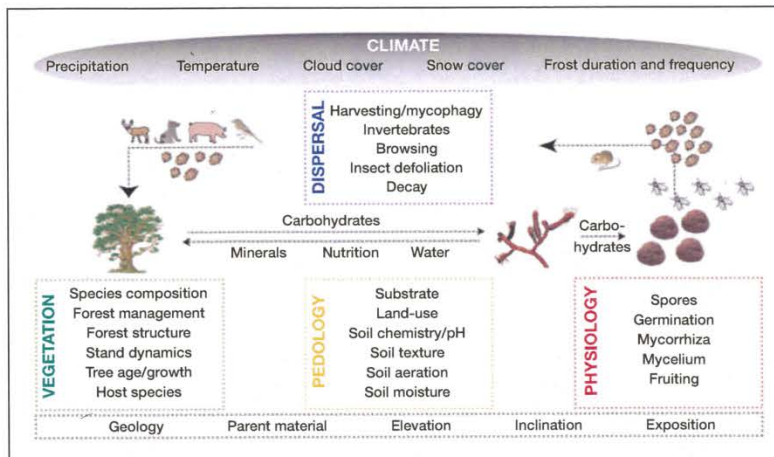 CLIMATE
Precipitation Temperature Cloud cover Snow cover Frost duration and frequency
DISPERSAL
Harvesting/mycophagy
Invertebrates
Browsing
Insect defoliation
Decay
Carbohydrates
Minerals Nutrition Water
Carbo-
hydrates
VEGETATION
Species composition
Forest management
Forest structure
Stand dynamics
Tree age/growth
Host species
PEDOLOGY
Substrate
Land-use
Soil chemistry/pH
Soil texture
Soil aeration
Soil moisture
PHYSIOLOGY
Spores
Germination
Mycorrhiza
Mycelium
Fruiting
Geology Parent material Elevation Inclination Exposition